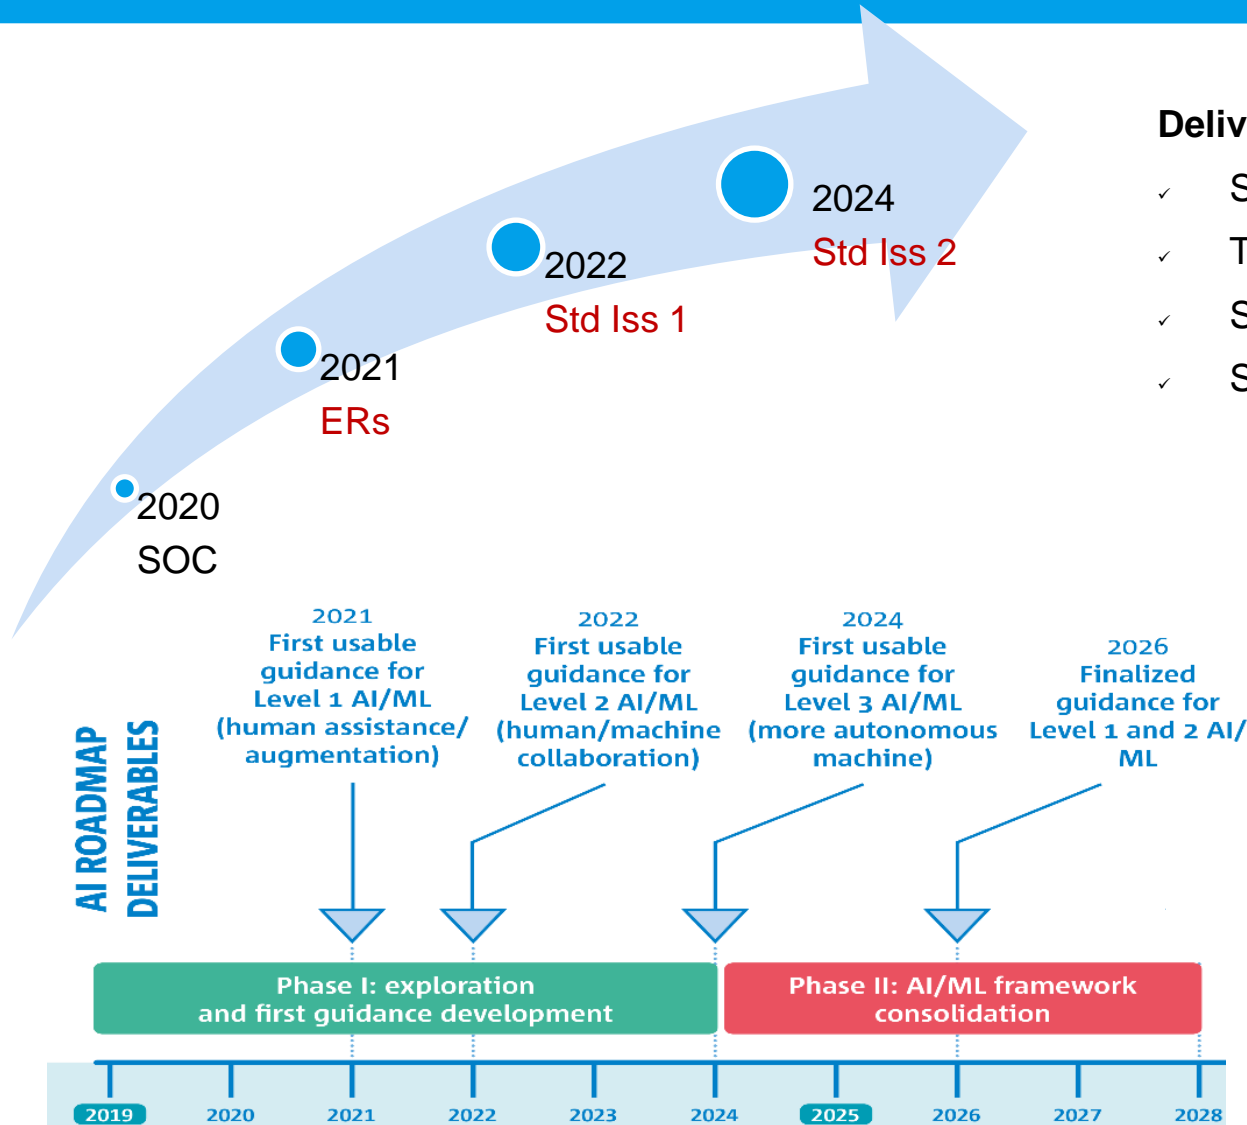 2024
Std Iss 2
2022
Std Iss 1
2021
ERs
2020
SOC
Deliv
S
T
S
S
2021
First usable
guidance for
Level 1 AI/ML
(human assistance/
augmentation)
2022
First usable
guidance for
Level 2 AI/ML
(human/machine
collaboration)
2024
First usable
guidance for
Level 3 AI/ML
(more autonomous
machine)
2026
Finalized
guidance for
Level 1 and 2 AI/
ML
AI ROADMAP
DELIVERABLES
Phase I: exploration
and first guidance development
Phase II: AI/ML framework
consolidation
2019 2020 2021 2022 2023 2024 2025 2026 2027 2028